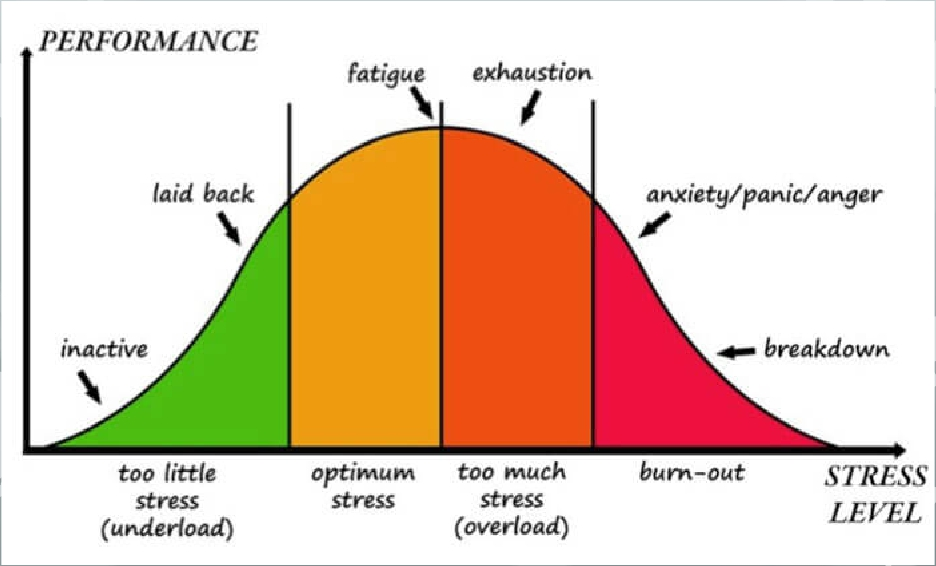 PERFORMANCE
fatigue
exhaustion
laid back
anxiety/panic/anger
inactive
breakdown
too little
stress
(underload)
optimum
stress
too much
stress
(overload)
burn-out
STRESS
LEVEL